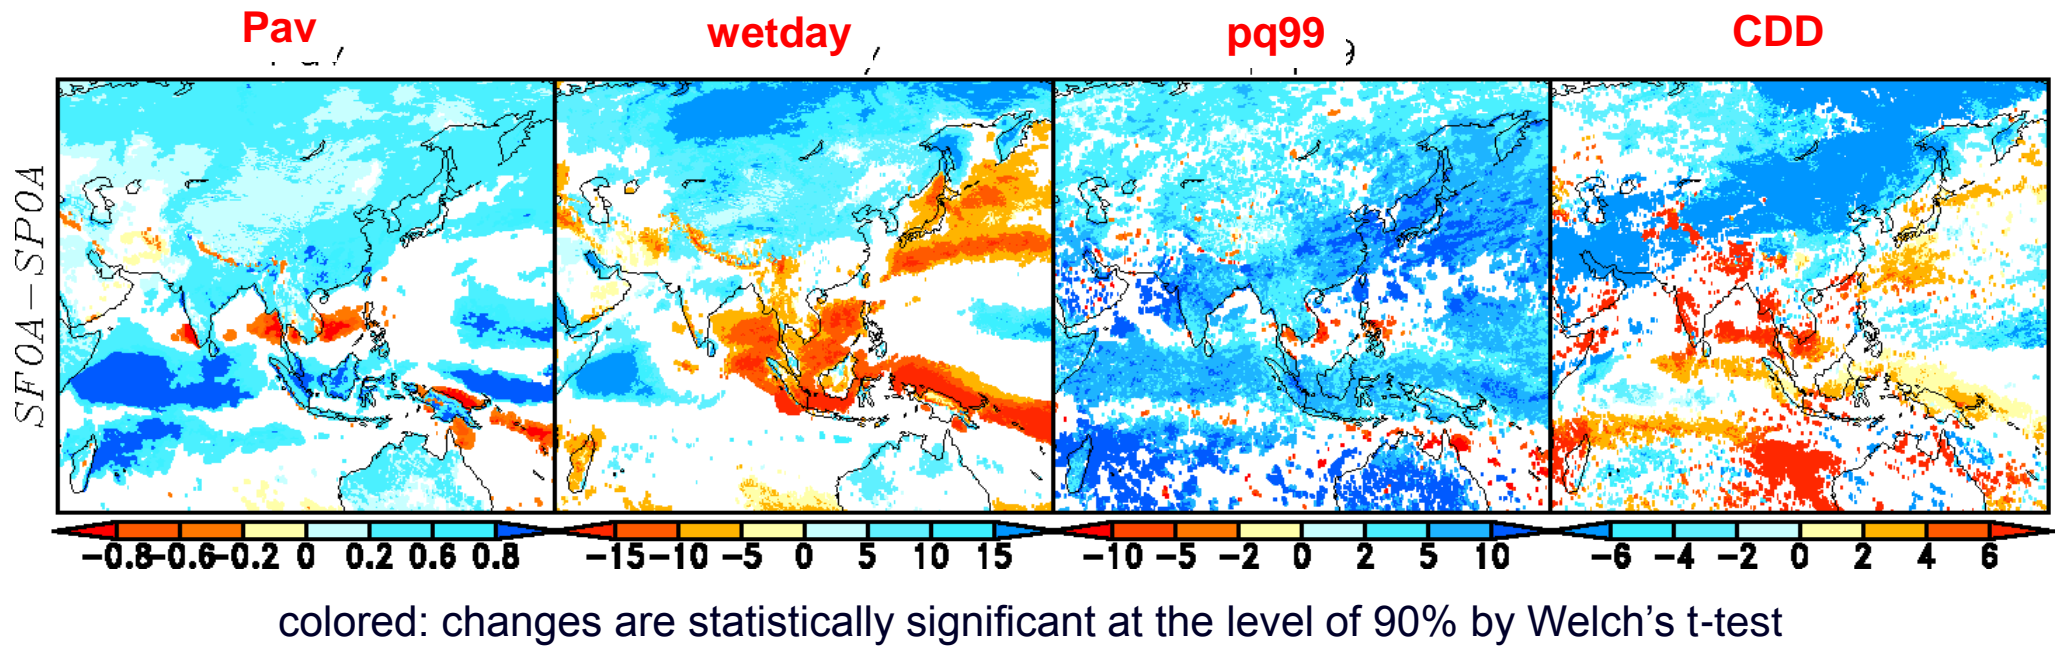 Pav wetday pq99 CDD
SF0A-SP0A
-0.8 -0.6 -0.2 0 0.2 0.6 0.8 -15 -10 -5 0 5 10 15 -10 -5 -2 0 2 5 10 -6 -4 -2 0 2 4 6
colored: changes are statistically significant at the level of 90% by Welch’s t-test